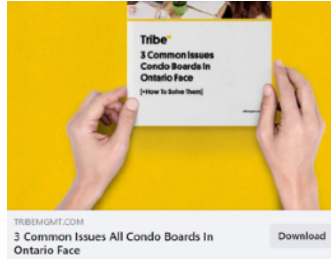 Tribe
3 Common Issues
Condo Boards In
Ontario Face
[+How To Solve Them]
TRIBEMGMT.COM
3 Common Issues All Condo Boards In
Ontario Face
Download